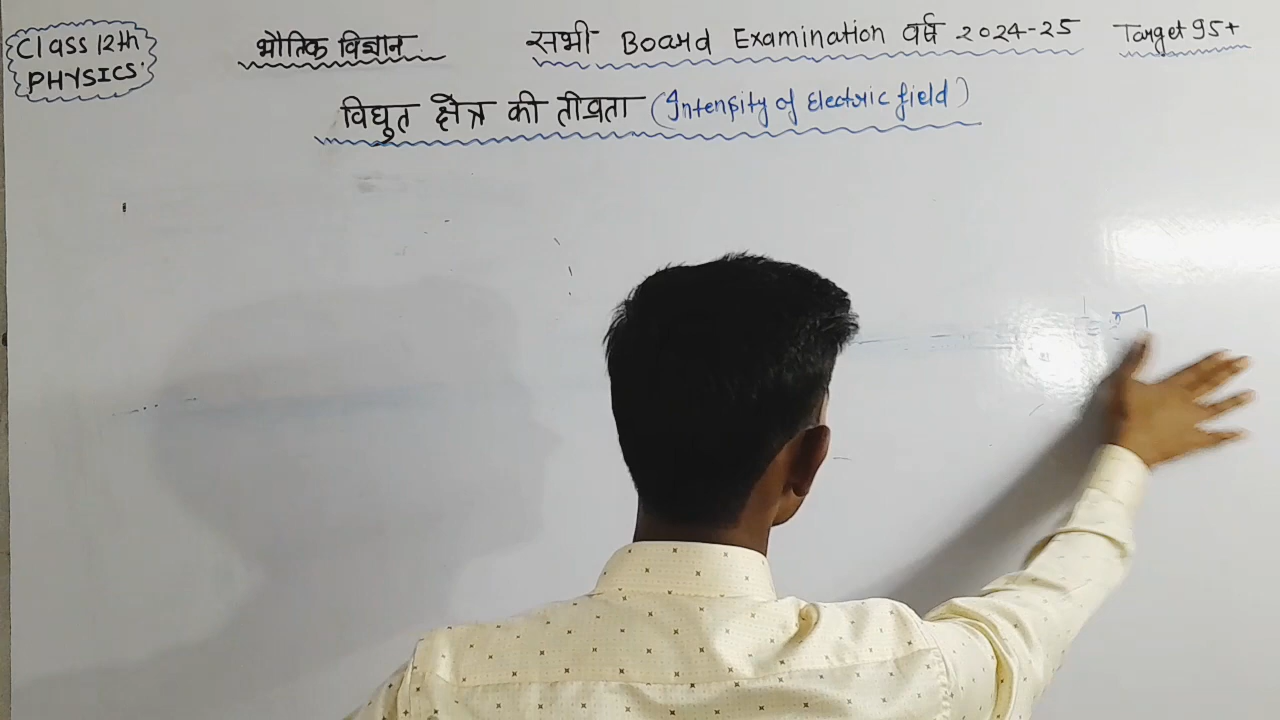 Class 12th
PHYSICS
भौतिक विज्ञान
सभी Board Examination वर्ष 2024-25 Target 95+
विद्युत क्षेत्र की तीव्रता (Intensity of Electric field)